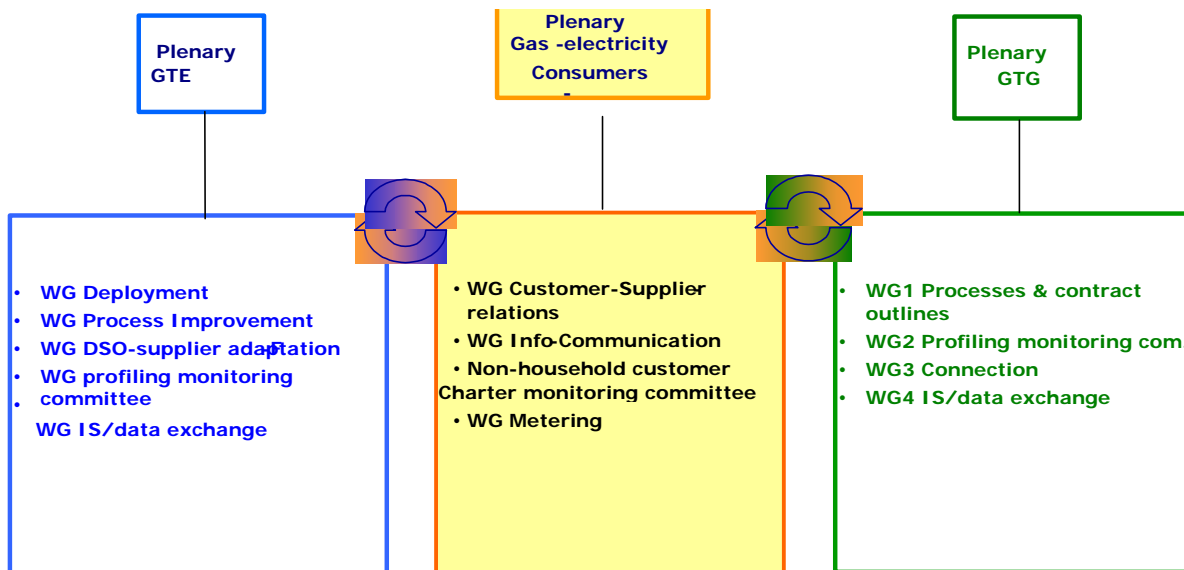 Plenary
GTE
Plenary
Gas -electricity
Consumers
-
Plenary
GTG
• WG Deployment
• WG Process Improvement
• WG DSO-supplier adaptation
• WG profiling monitoring
committee
•
WG IS/data exchange
• WG Customer-Supplier
relations
• WG Info-Communication
• Non-household customer
Charter monitoring committee
• WG Metering
• WG1 Processes & contract
outlines
• WG2 Profiling monitoring com.
• WG3 Connection
• WG4 IS/data exchange